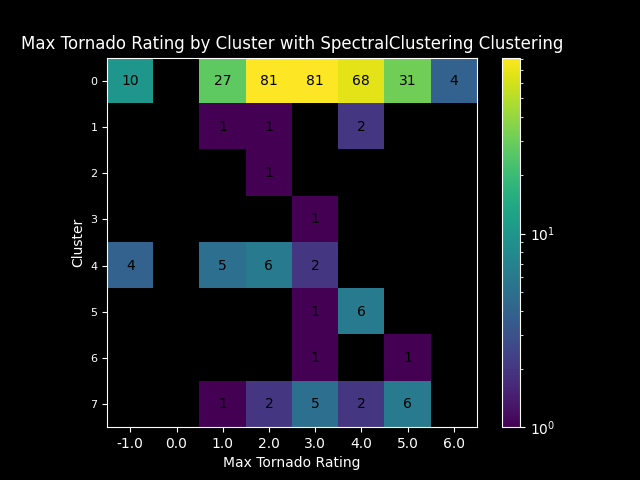 Max Tornado Rating by Cluster with SpectralClustering Clustering
0 10 27 81 81 68 31 4
1 1 1 2
2 1
3 1
4 4 5 6 2
5 1 6
6 1 1
7 1 2 5 2 6
-1.0 0.0 1.0 2.0 3.0 4.0 5.0 6.0
Max Tornado Rating
Cluster
10¹
10⁰